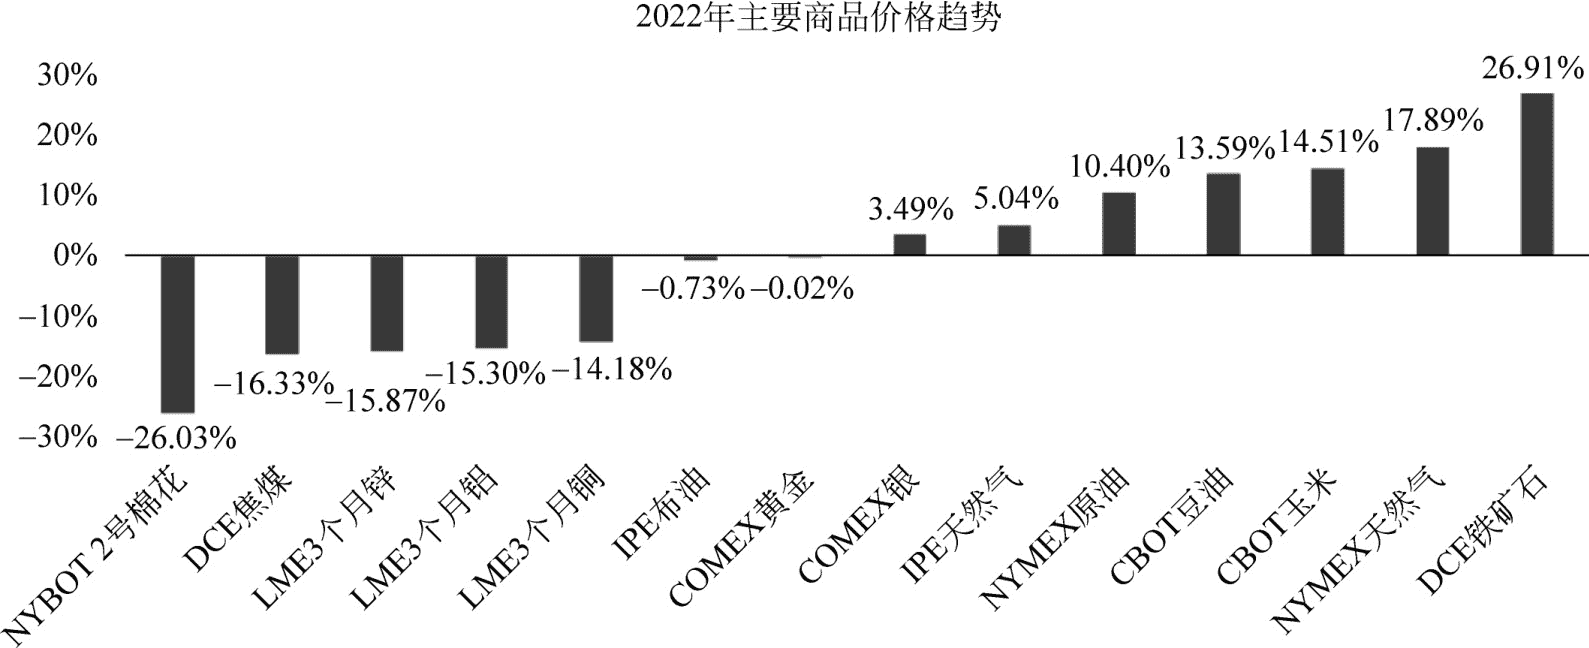 2022年主要商品价格趋势
30%
20%
10%
0%
–10%
–20%
–30%
–26.03%
–16.33%
–15.87%
–15.30%
–14.18%
–0.73%
–0.02%
3.49%
5.04%
10.40%
13.59%
14.51%
17.89%
26.91%
NYBOT 2号棉花
DCE焦煤
LME3个月锌
LME3个月铝
LME3个月铜
IPE布油
COMEX黄金
COMEX银
IPE天然气
NYMEX原油
CBOT豆油
CBOT玉米
NYMEX天然气
DCE铁矿石